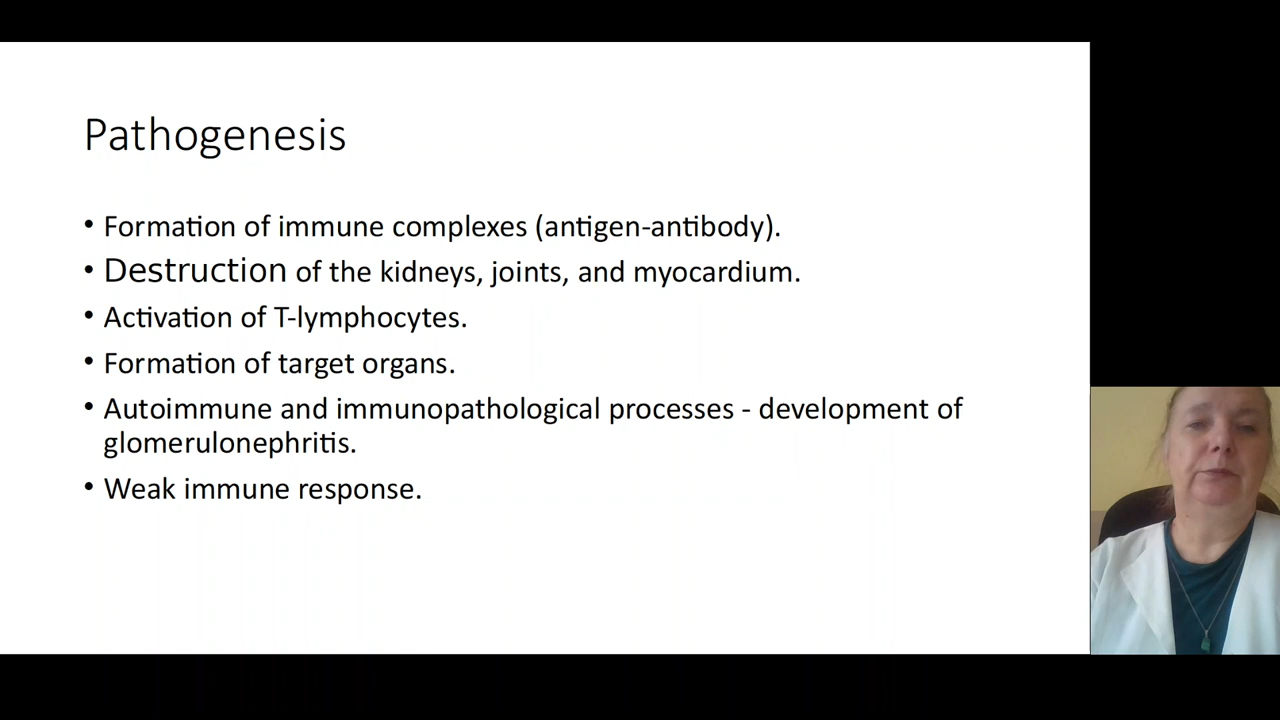 Pathogenesis
• Formation of immune complexes (antigen-antibody).
• Destruction of the kidneys, joints, and myocardium.
• Activation of T-lymphocytes.
• Formation of target organs.
• Autoimmune and immunopathological processes - development of
glomerulonephritis.
• Weak immune response.